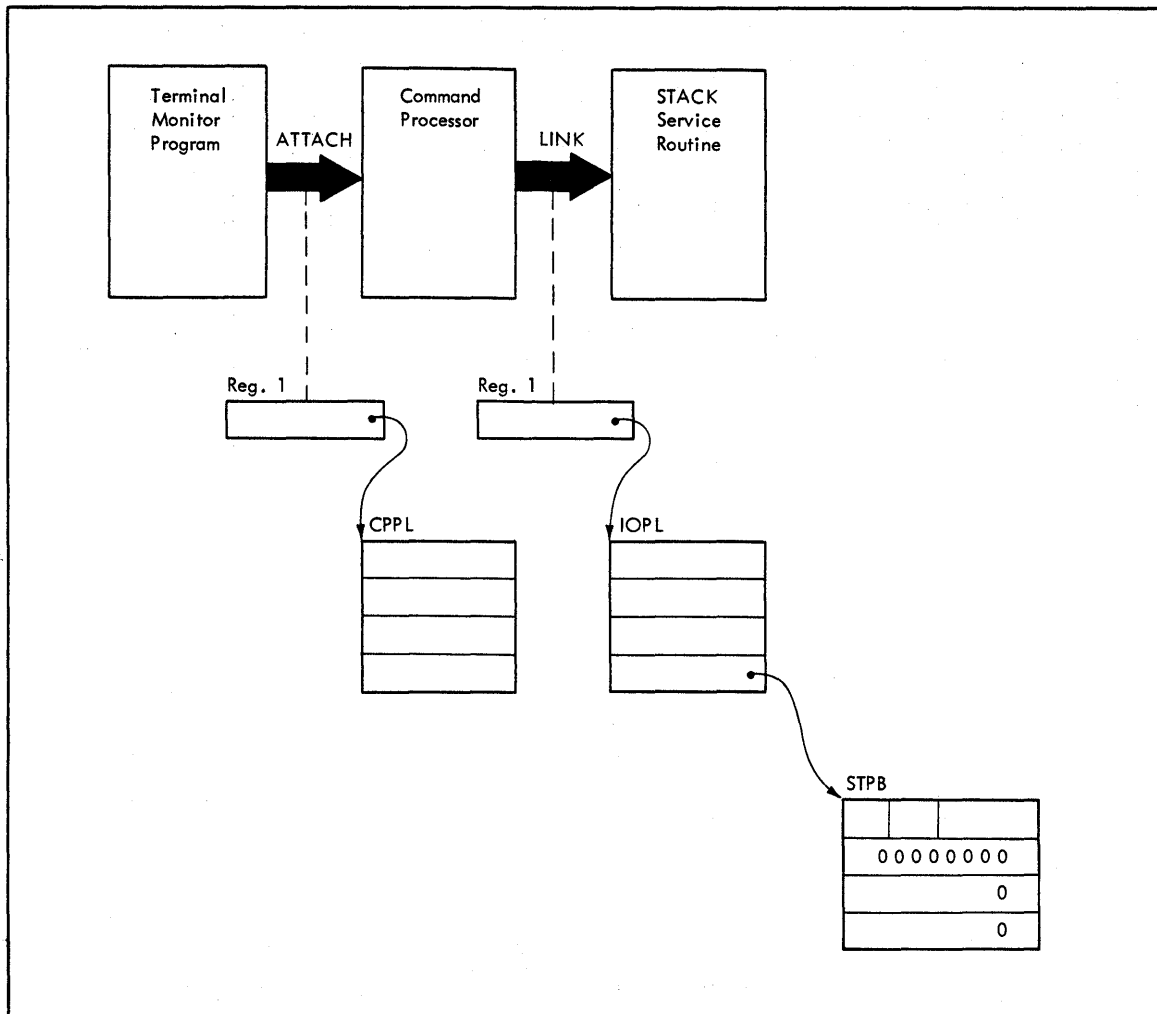 Terminal
Monitor
Program
ATTACH
Command
Processor
LINK
STACK
Service
Routine
Reg. 1
Reg. 1
CPPL
IOPL
STPB
00000000
0
0